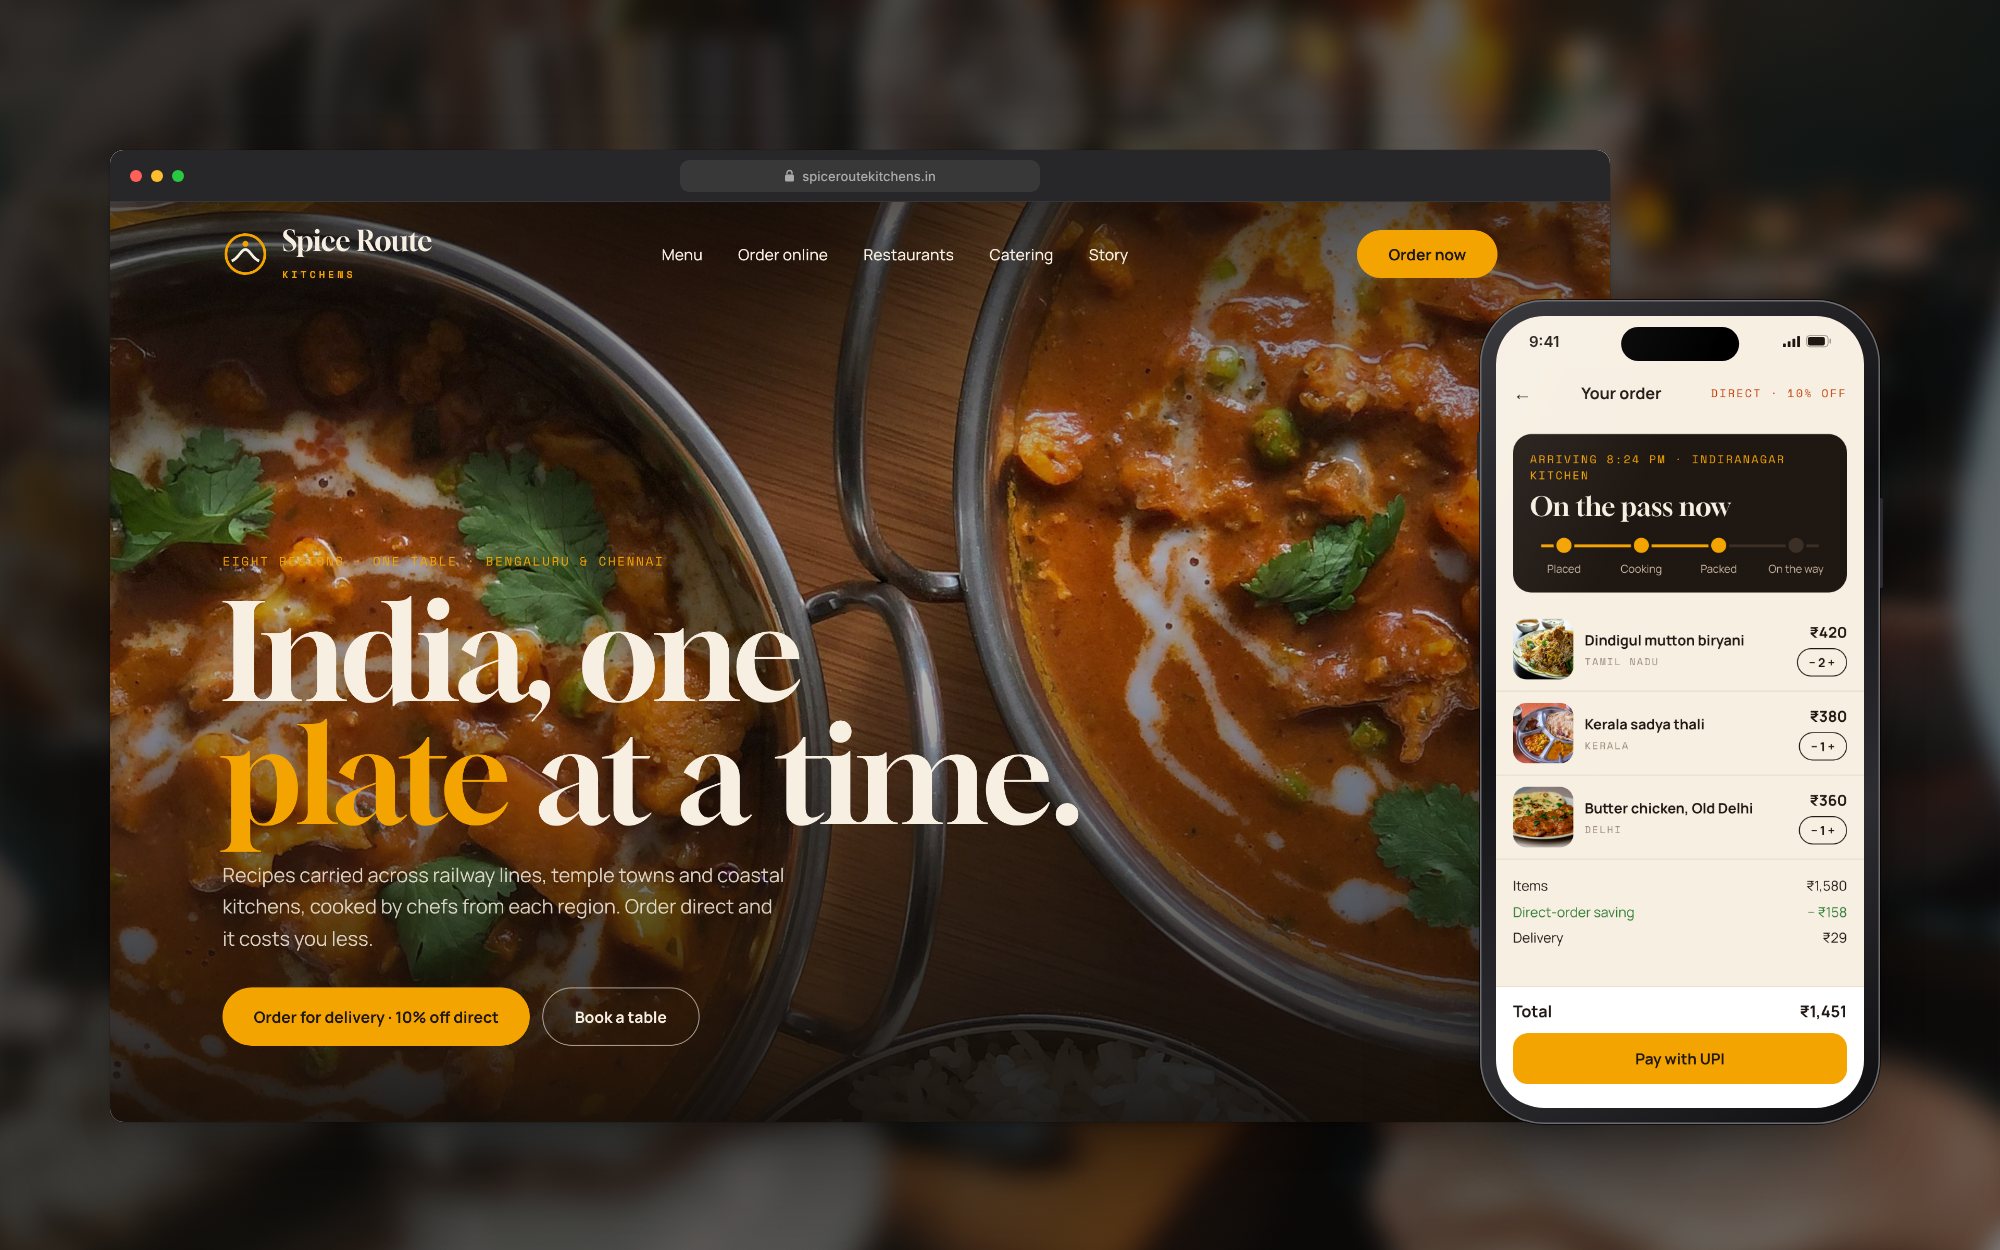 spiceroutekitchens.in
Spice Route
KITCHENS
Menu
Order online
Restaurants
Catering
Story
Order now
EIGHT REGIONS · ONE TABLE · BENGALURU & CHENNAI
India, one
plate at a time.
Recipes carried across railway lines, temple towns and coastal
kitchens, cooked by chefs from each region. Order direct and
it costs you less.
Order for delivery · 10% off direct
Book a table
9:41
← Your order
DIRECT · 10% OFF
ARRIVING 8:24 PM · INDIRANAGAR
KITCHEN
On the pass now
Placed
Cooking
Packed
On the way
Dindigul mutton biryani
TAMIL NADU
₹420
− 2 +
Kerala sadya thali
KERALA
₹380
− 1 +
Butter chicken, Old Delhi
DELHI
₹360
− 1 +
Items ₹1,580
Direct-order saving − ₹158
Delivery ₹29
Total ₹1,451
Pay with UPI